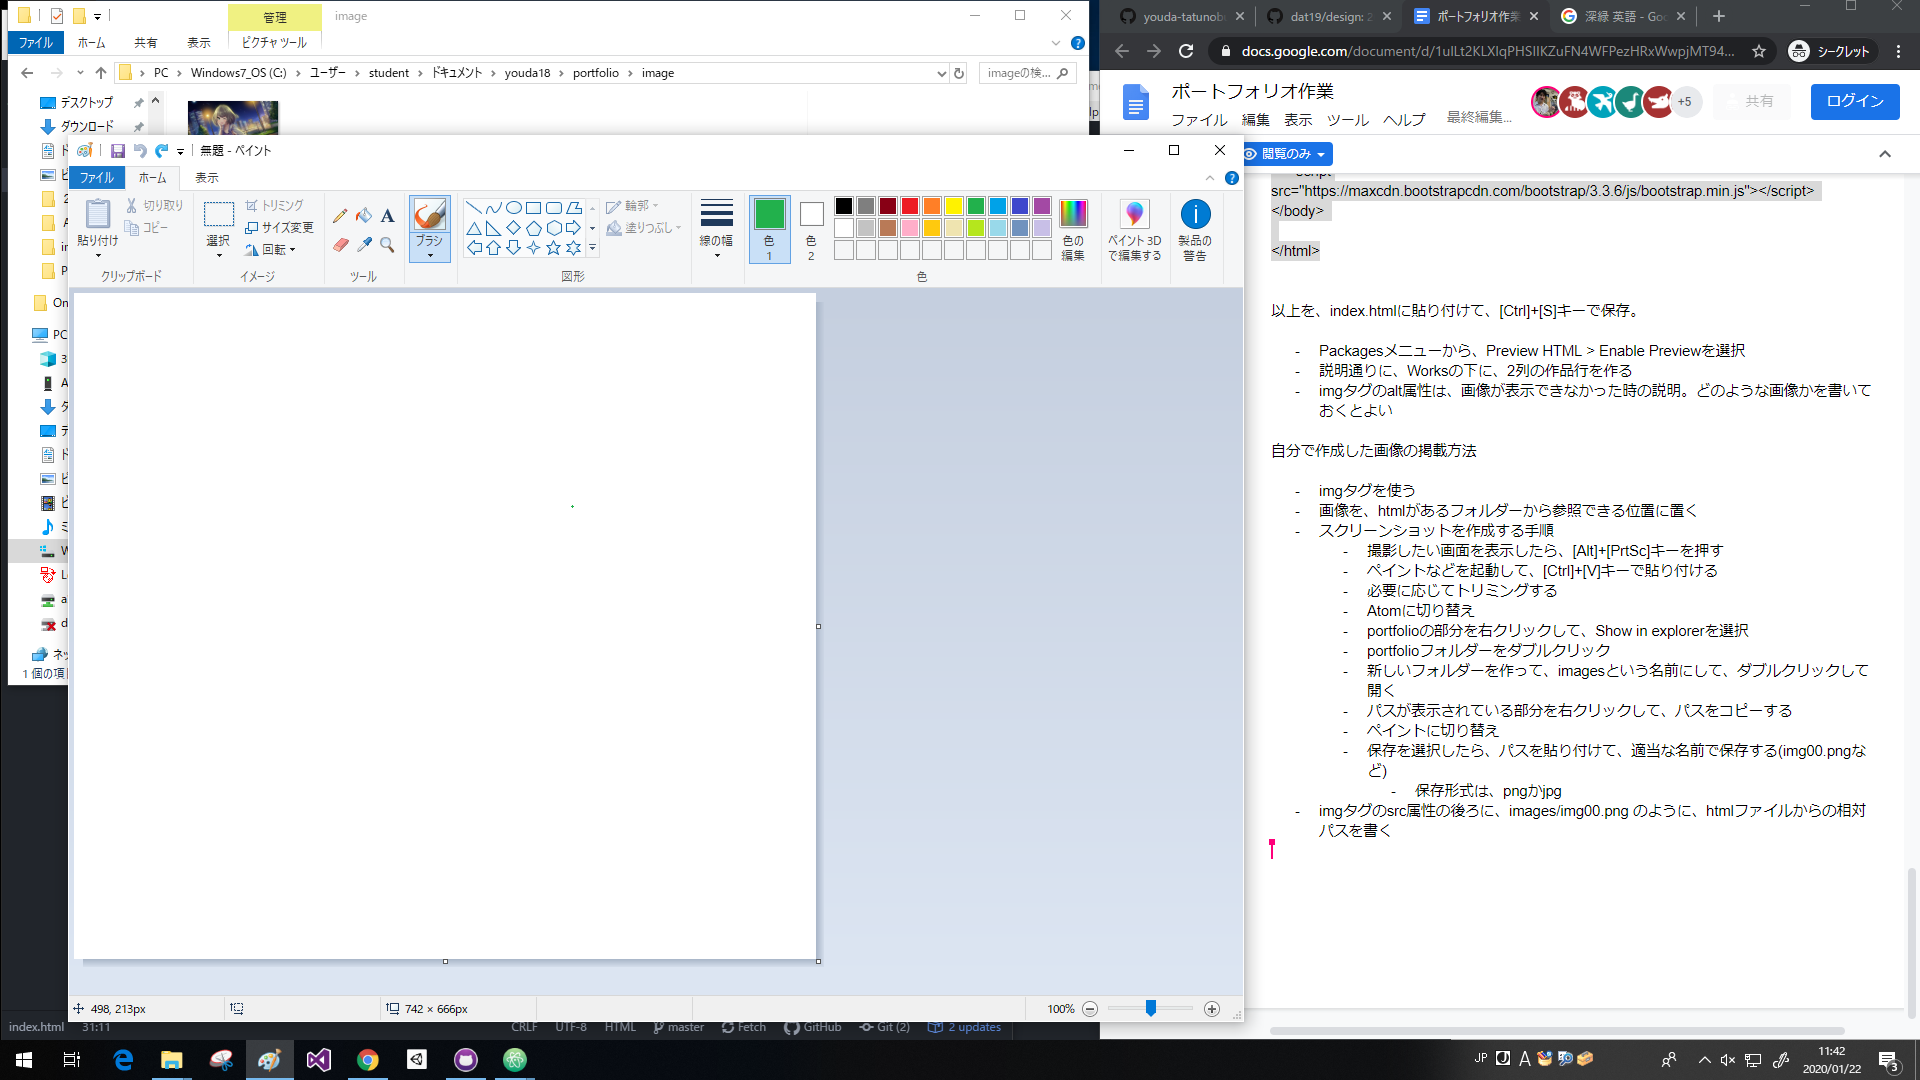 管理
image
ファイル
ホーム
共有
表示
ピクチャ ツール
PC
Windows7_OS (C:)
ユーザー
student
ドキュメント
youda18
portfolio
image
imageの検...
デスクトップ
ダウンロード
On
PC
1 個の項
無題 - ペイント
ファイル
ホーム
表示
貼り付け
切り取り
コピー
クリップボード
選択
トリミング
サイズ変更
回転
イメージ
ツール
ブラシ
輪郭
塗りつぶし
図形
線の幅
色
1
色
2
色の
編集
色
ペイント 3D
で編集する
製品の
警告
498, 213px
742 × 666px
100%
index.html
31:11
CRLF
UTF-8
HTML
master
Fetch
GitHub
Git (2)
2 updates
youda-tatunob
dat19/design: 2
ポートフォリオ作業
深緑 英語 - Goo
docs.google.com/document/d/1uILt2KLXlqPHSIIKZuFN4WFPezHRxWwpjMT94...
シークレット
ポートフォリオ作業
ファイル
編集
表示
ツール
ヘルプ
最終編集...
+5
共有
ログイン
閲覧のみ
src="https://maxcdn.bootstrapcdn.com/bootstrap/3.3.6/js/bootstrap.min.js"></script>
</body>
</html>
以上を、index.htmlに貼り付けて、[Ctrl]+[S]キーで保存。
- Packagesメニューから、Preview HTML > Enable Previewを選択
- 説明通りに、Worksの下に、2列の作品行を作る
- imgタグのalt属性は、画像が表示できなかった時の説明。どのような画像かを書いて
おくとよい
自分で作成した画像の掲載方法
- imgタグを使う
- 画像を、htmlがあるフォルダーから参照できる位置に置く
- スクリーンショットを作成する手順
- 撮影したい画面を表示したら、[Alt]+[PrtSc]キーを押す
- ペイントなどを起動して、[Ctrl]+[V]キーで貼り付ける
- 必要に応じてトリミングする
- Atomに切り替え
- portfolioの部分を右クリックして、Show in explorerを選択
- portfolioフォルダーをダブルクリック
- 新しいフォルダーを作って、imagesという名前にして、ダブルクリックして
開く
- パスが表示されている部分を右クリックして、パスをコピーする
- ペイントに切り替え
- 保存を選択したら、パスを貼り付けて、適当な名前で保存する(img00.pngな
ど)
- 保存形式は、pngかjpg
- imgタグのsrc属性の後ろに、images/img00.png のように、htmlファイルからの相対
パスを書く
JP
A
11:42
2020/01/22
3